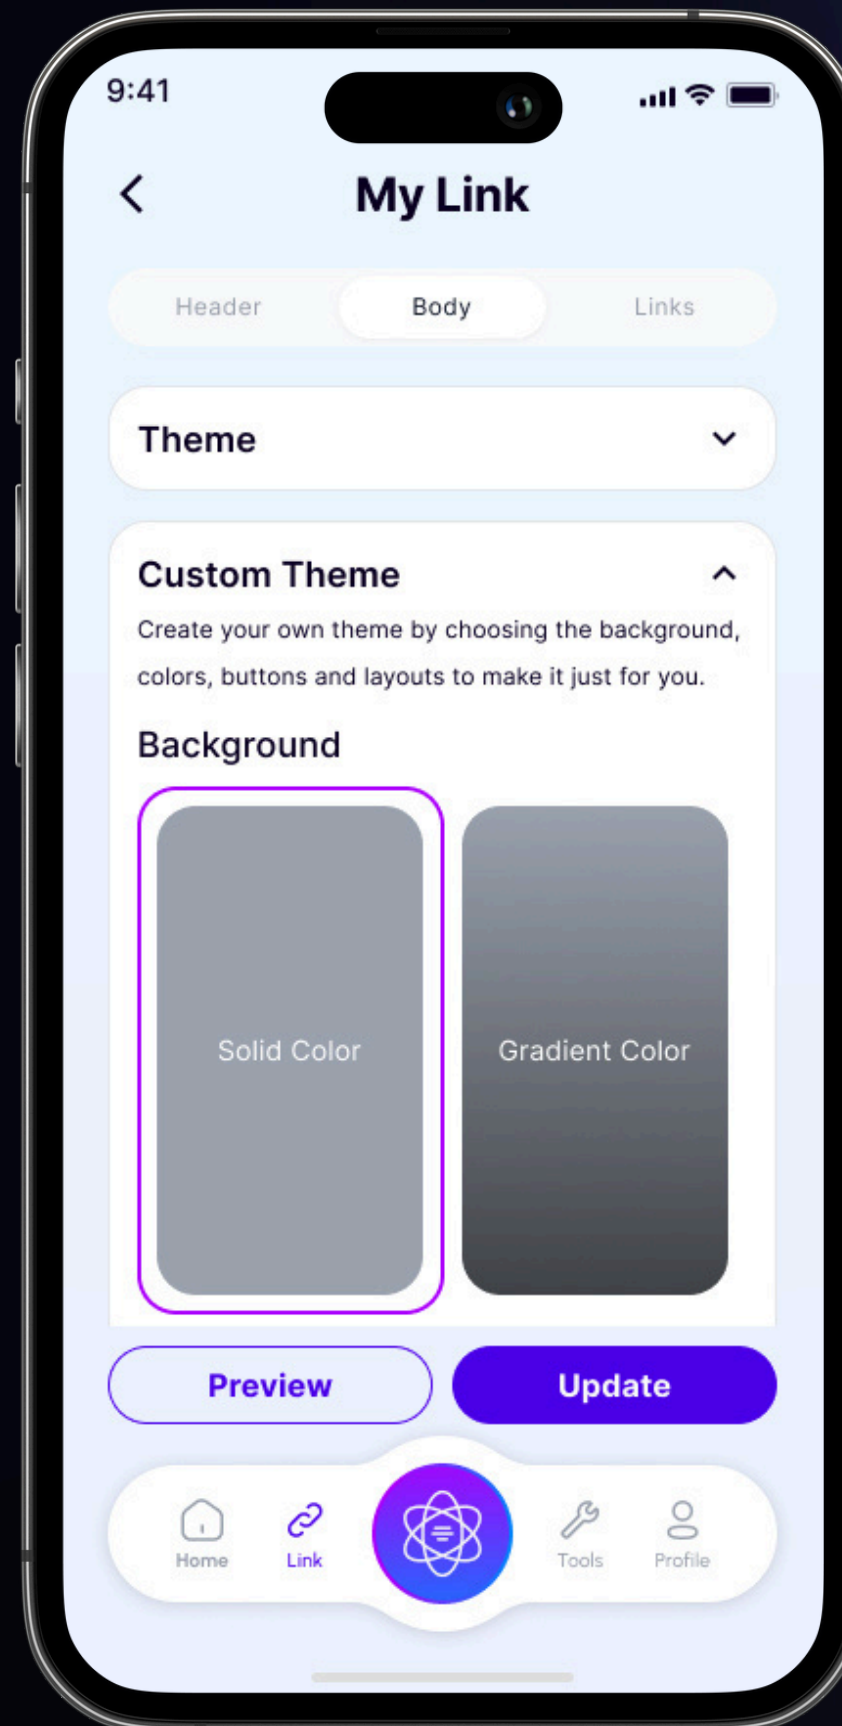 9:41
My Link
Header
Body
Links
Theme
Custom Theme
Create your own theme by choosing the background,
colors, buttons and layouts to make it just for you.
Background
Solid Color
Gradient Color
Preview
Update
Home
Link
Tools
Profile